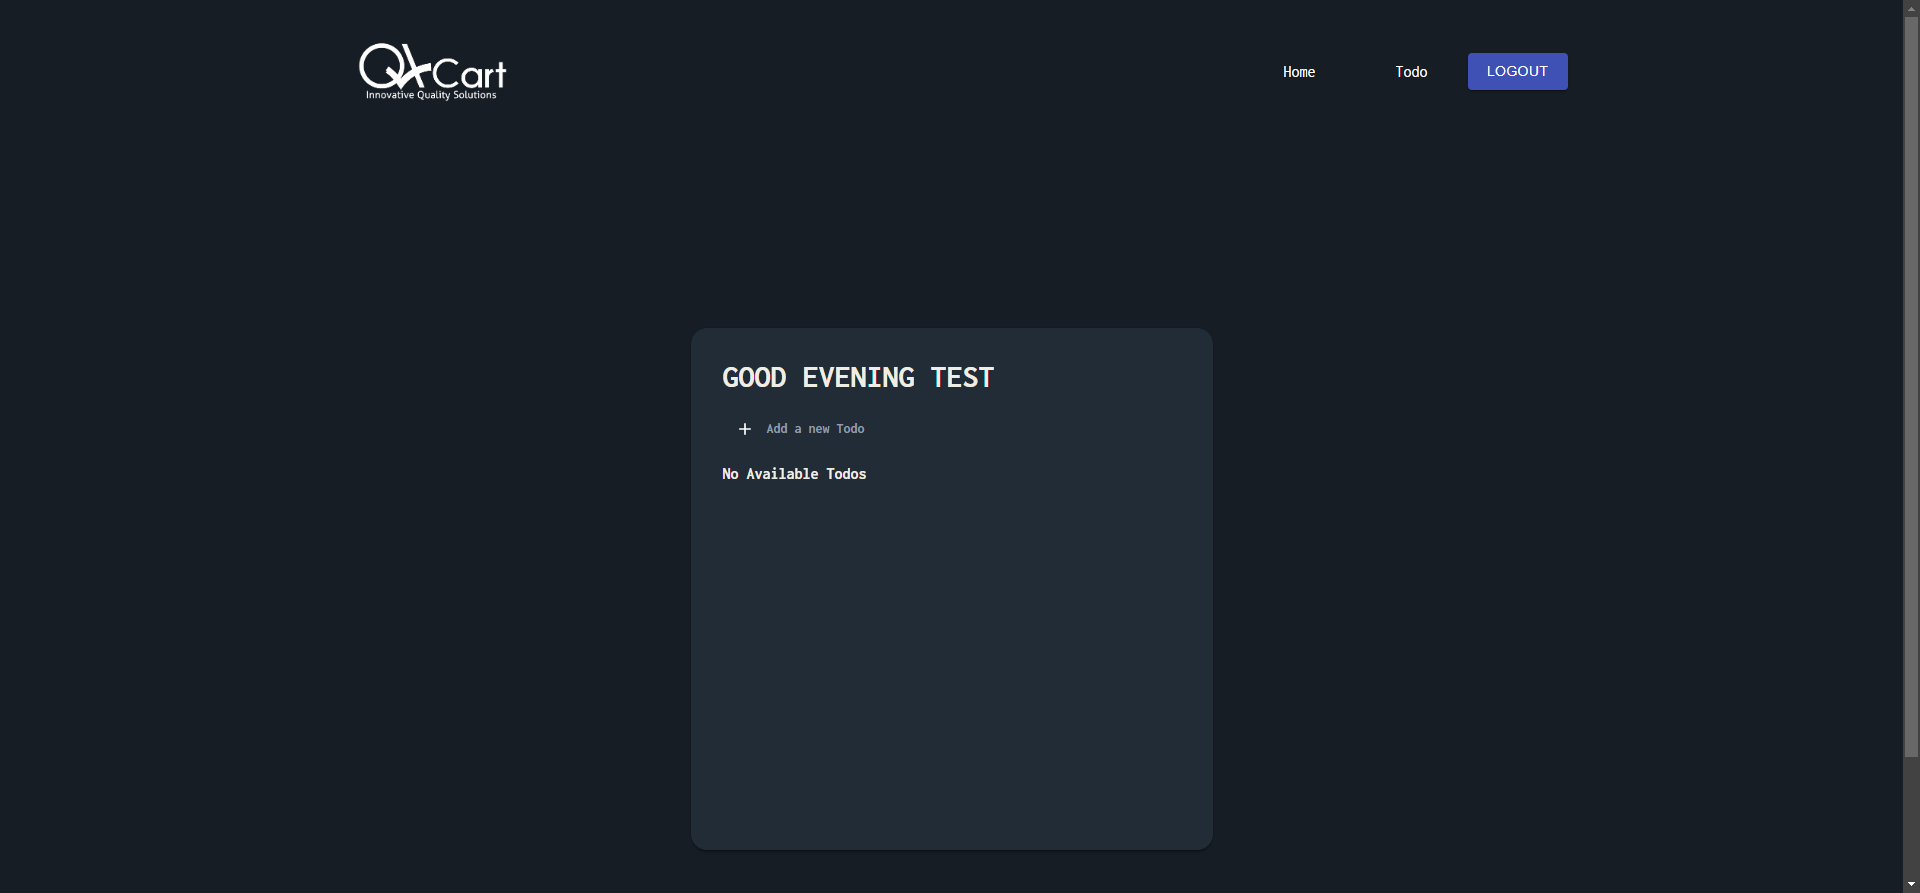 QACart
Innovative Quality Solutions
Home
Todo
LOGOUT
GOOD EVENING TEST
Add a new Todo
No Available Todos